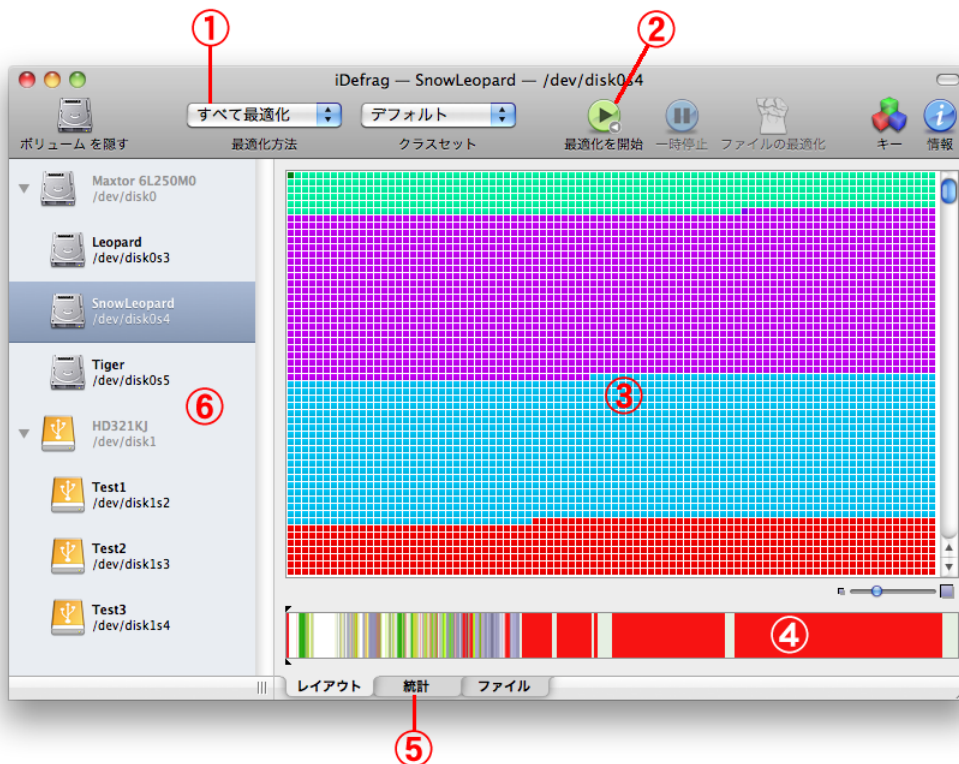 ① ②
iDefrag — SnowLeopard — /dev/disk0s4
すべて最適化 デフォルト
ボリューム を隠す 最適化方法 クラスセット 最適化を開始 一時停止 ファイルの最適化 キー 情報
Maxtor 6L250M0
/dev/disk0
Leopard
/dev/disk0s3
SnowLeopard
/dev/disk0s4
Tiger
/dev/disk0s5
⑥
HD321KJ
/dev/disk1
Test1
/dev/disk1s2
Test2
/dev/disk1s3
Test3
/dev/disk1s4
③
④
レイアウト 統計 ファイル
⑤